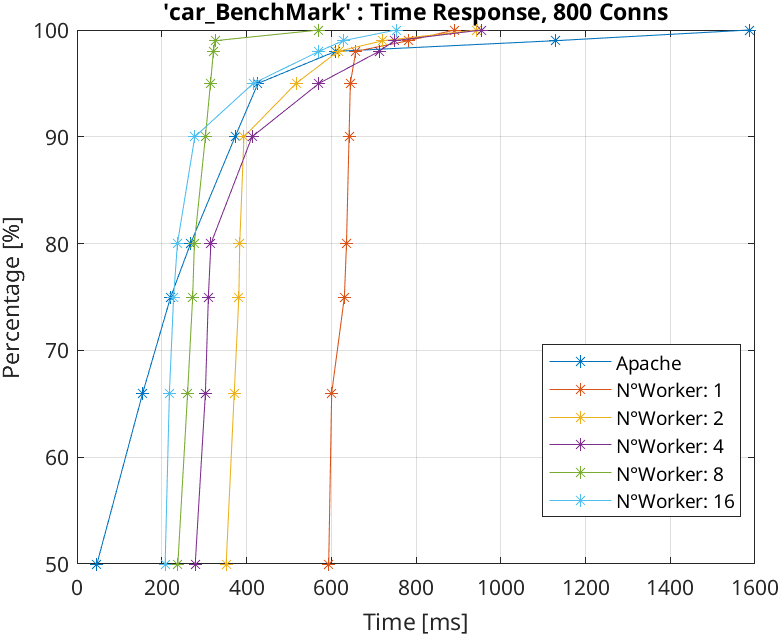 'car_BenchMark' : Time Response, 800 Conns
100
90
80
70
60
50
Percentage [%]
0 200 400 600 800 1000 1200 1400 1600
Time [ms]
Apache
N°Worker: 1
N°Worker: 2
N°Worker: 4
N°Worker: 8
N°Worker: 16